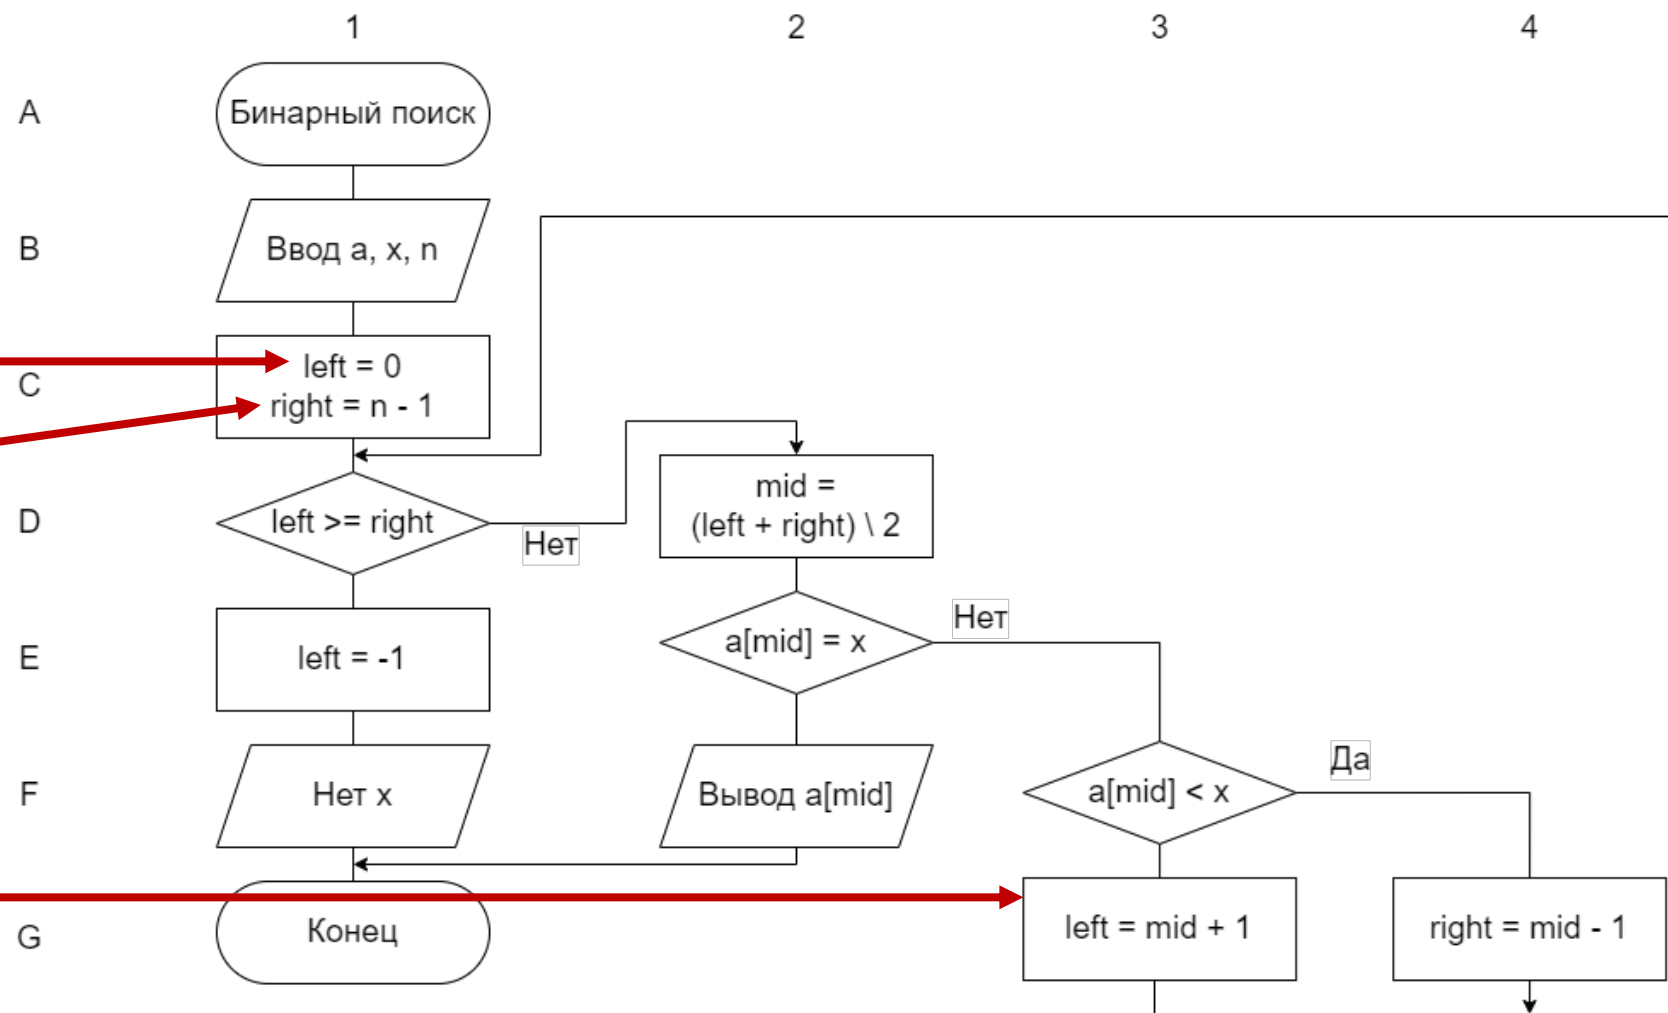 1 2 3 4
A
Бинарный поиск
B
Ввод a, x, n
C
left = 0
right = n - 1
D
left >= right
Нет
mid =
(left + right) \ 2
E
left = -1
a[mid] = x
Нет
F
Нет x
Вывод a[mid]
a[mid] < x
Да
G
Конец
left = mid + 1
right = mid - 1